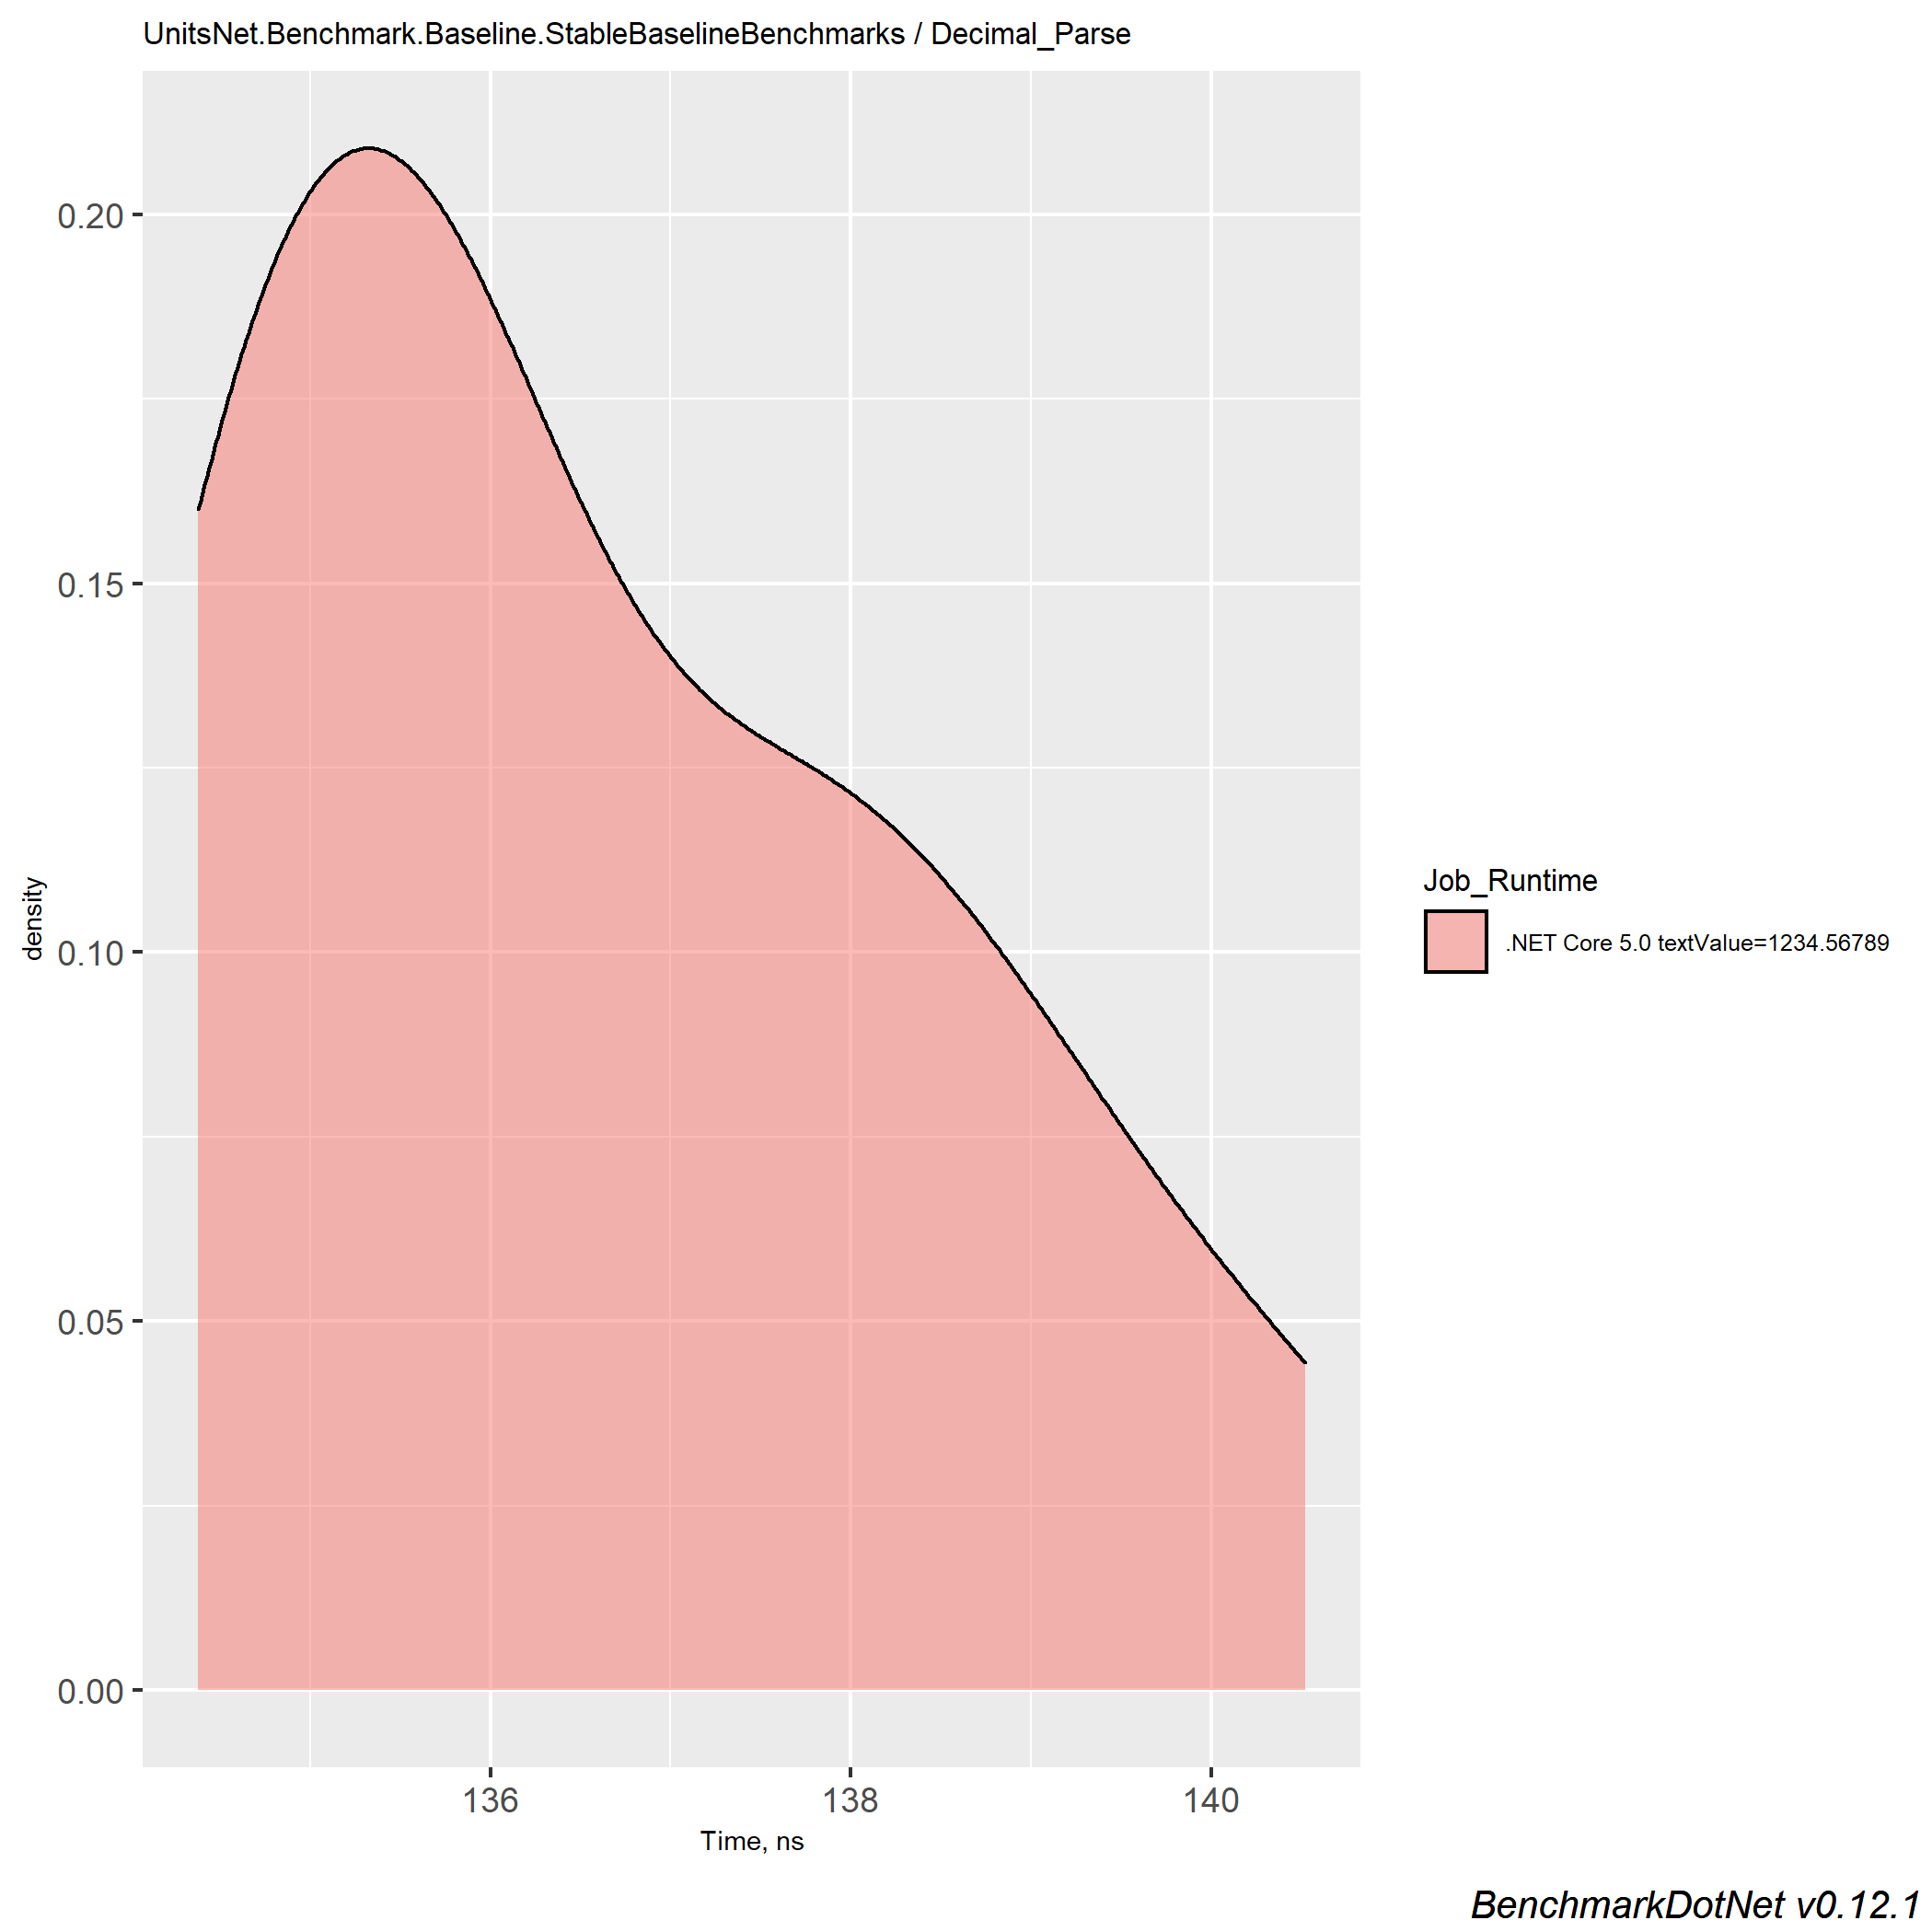 UnitsNet.Benchmark.Baseline.StableBaselineBenchmarks / Decimal_Parse
0.20
0.15
0.10
0.05
0.00
density
136 138 140
Time, ns
Job_Runtime
.NET Core 5.0 textValue=1234.56789
BenchmarkDotNet v0.12.1